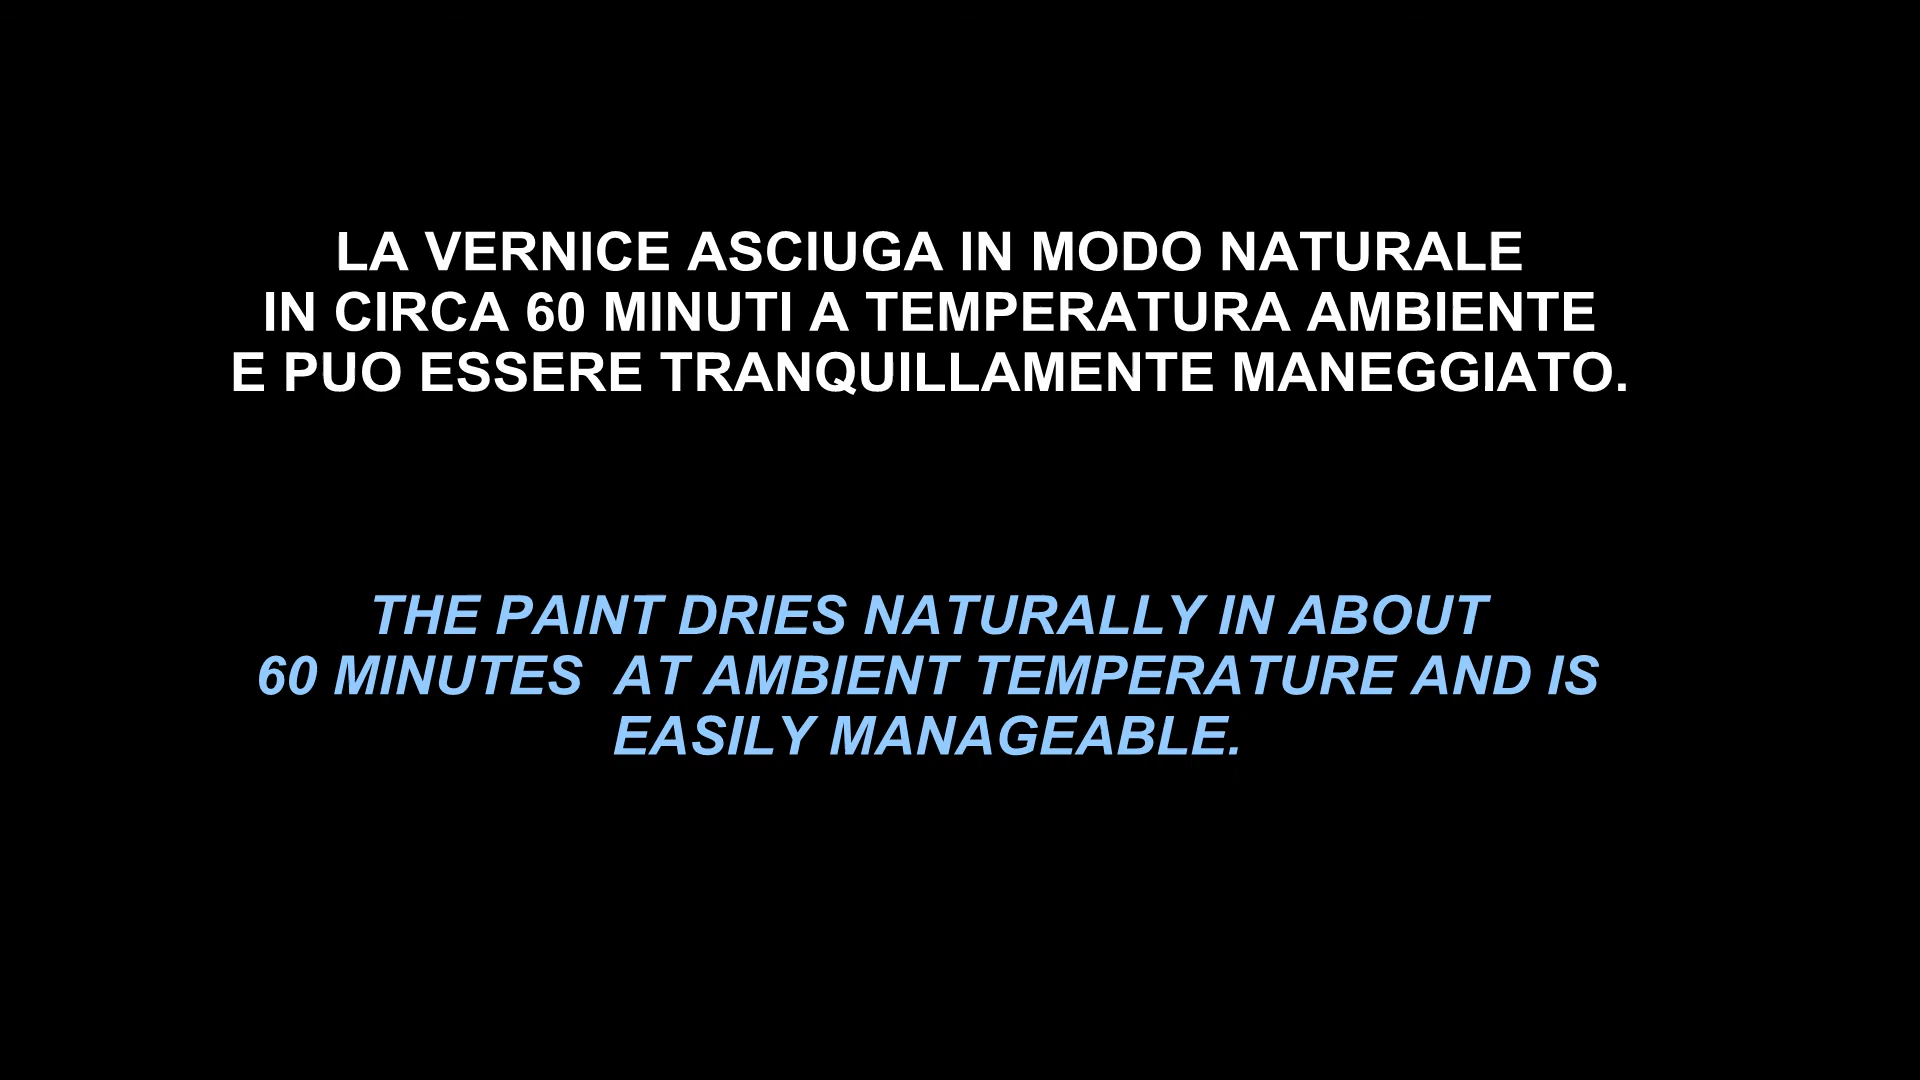 LA VERNICE ASCIUGA IN MODO NATURALE
IN CIRCA 60 MINUTI A TEMPERATURA AMBIENTE
E PUO ESSERE TRANQUILLAMENTE MANEGGIATO.
THE PAINT DRIES NATURALLY IN ABOUT
60 MINUTES  AT AMBIENT TEMPERATURE AND IS
EASILY MANAGEABLE.